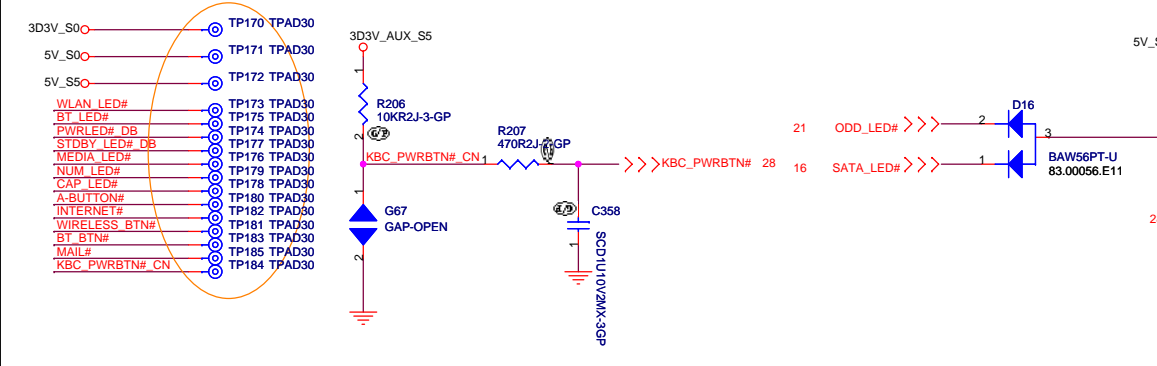 3D3V_S0 TP170 TPAD30
5V_S0 TP171 TPAD30
5V_S5 TP172 TPAD30
WLAN_LED# TP173 TPAD30
BT_LED# TP175 TPAD30
PWRLED#_DB TP174 TPAD30
STDBY_LED#_DB TP177 TPAD30
MEDIA_LED# TP176 TPAD30
NUM_LED# TP179 TPAD30
CAP_LED# TP178 TPAD30
A-BUTTON# TP180 TPAD30
INTERNET# TP182 TPAD30
WIRELESS_BTN# TP181 TPAD30
BT_BTN# TP183 TPAD30
MAIL# TP185 TPAD30
KBC_PWRBTN#_CN TP184 TPAD30
3D3V_AUX_S5
1
R206
10KR2J-3-GP
2
KBC_PWRBTN#_CN
1
R207
470R2J-2-GP
KBC_PWRBTN# 28
1
G67
GAP-OPEN
2
C358
1
SCD1U10V2MX-3GP
5V_S
D16
21 ODD_LED# 2
3
16 SATA_LED# 1
BAW56PT-U
83.00056.E11
2